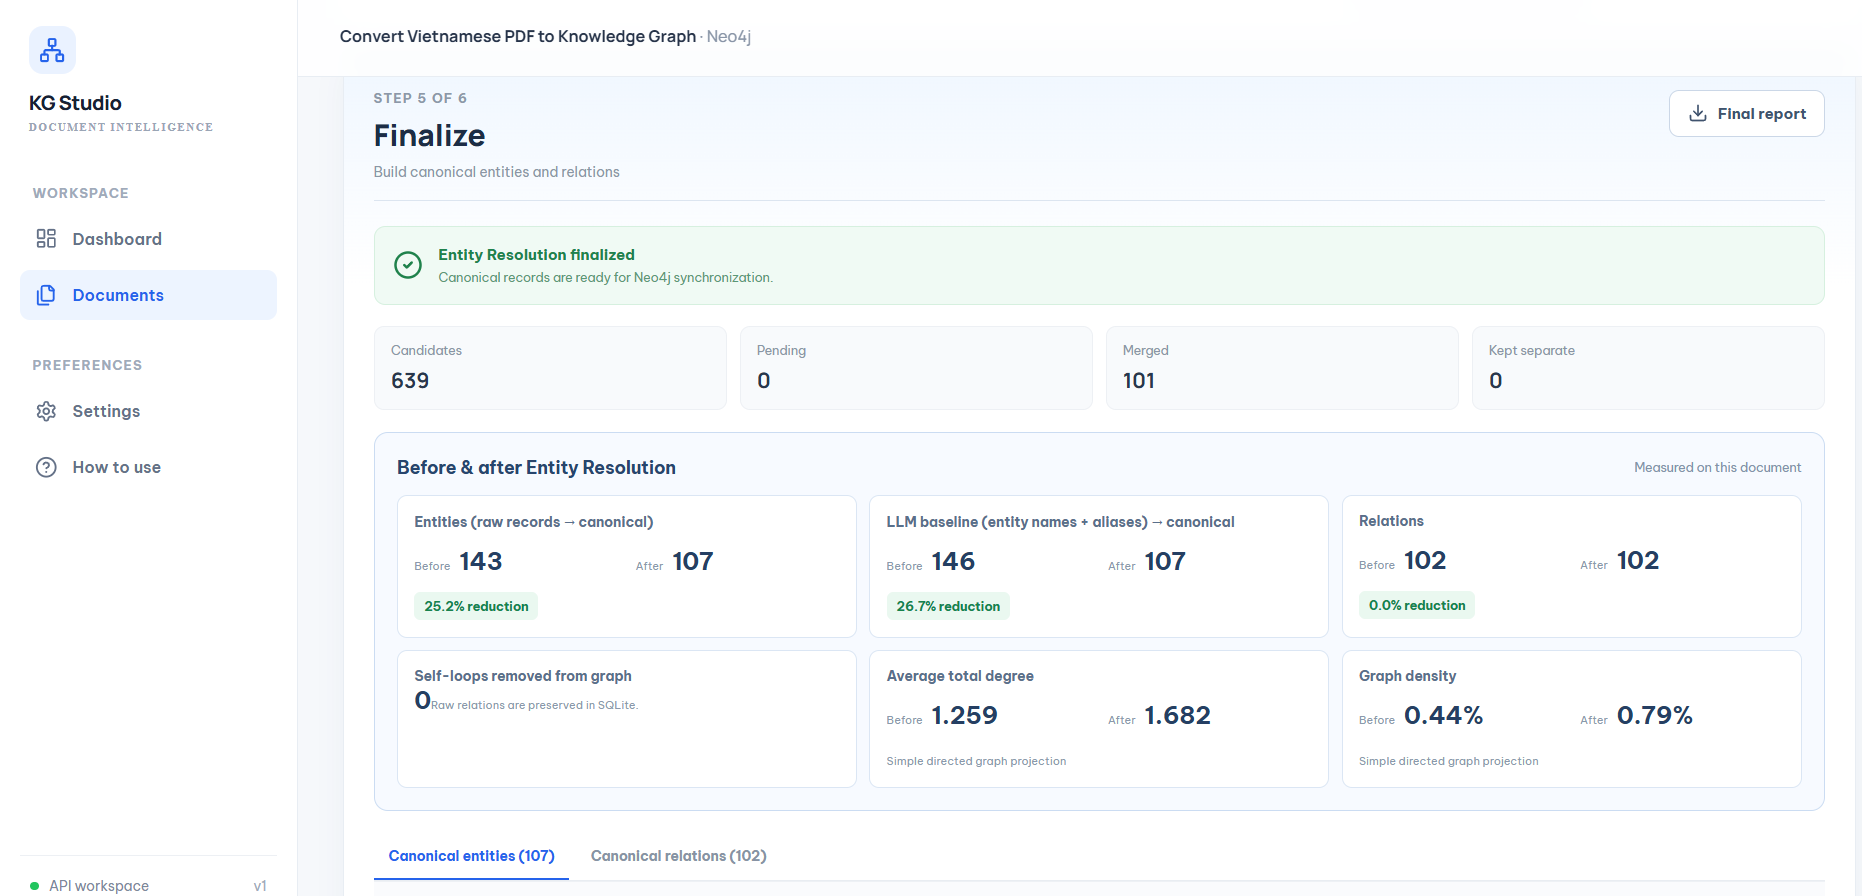 KG Studio
DOCUMENT INTELLIGENCE
WORKSPACE
Dashboard
Documents
PREFERENCES
Settings
How to use
API workspace v1
Convert Vietnamese PDF to Knowledge Graph · Neo4j
STEP 5 OF 6
Finalize
Build canonical entities and relations
Final report
Entity Resolution finalized
Canonical records are ready for Neo4j synchronization.
Candidates
639
Pending
0
Merged
101
Kept separate
0
Before & after Entity Resolution
Measured on this document
Entities (raw records → canonical)
Before 143 After 107
25.2% reduction
LLM baseline (entity names + aliases) → canonical
Before 146 After 107
26.7% reduction
Relations
Before 102 After 102
0.0% reduction
Self-loops removed from graph
0 Raw relations are preserved in SQLite.
Average total degree
Before 1.259 After 1.682
Simple directed graph projection
Graph density
Before 0.44% After 0.79%
Simple directed graph projection
Canonical entities (107) Canonical relations (102)